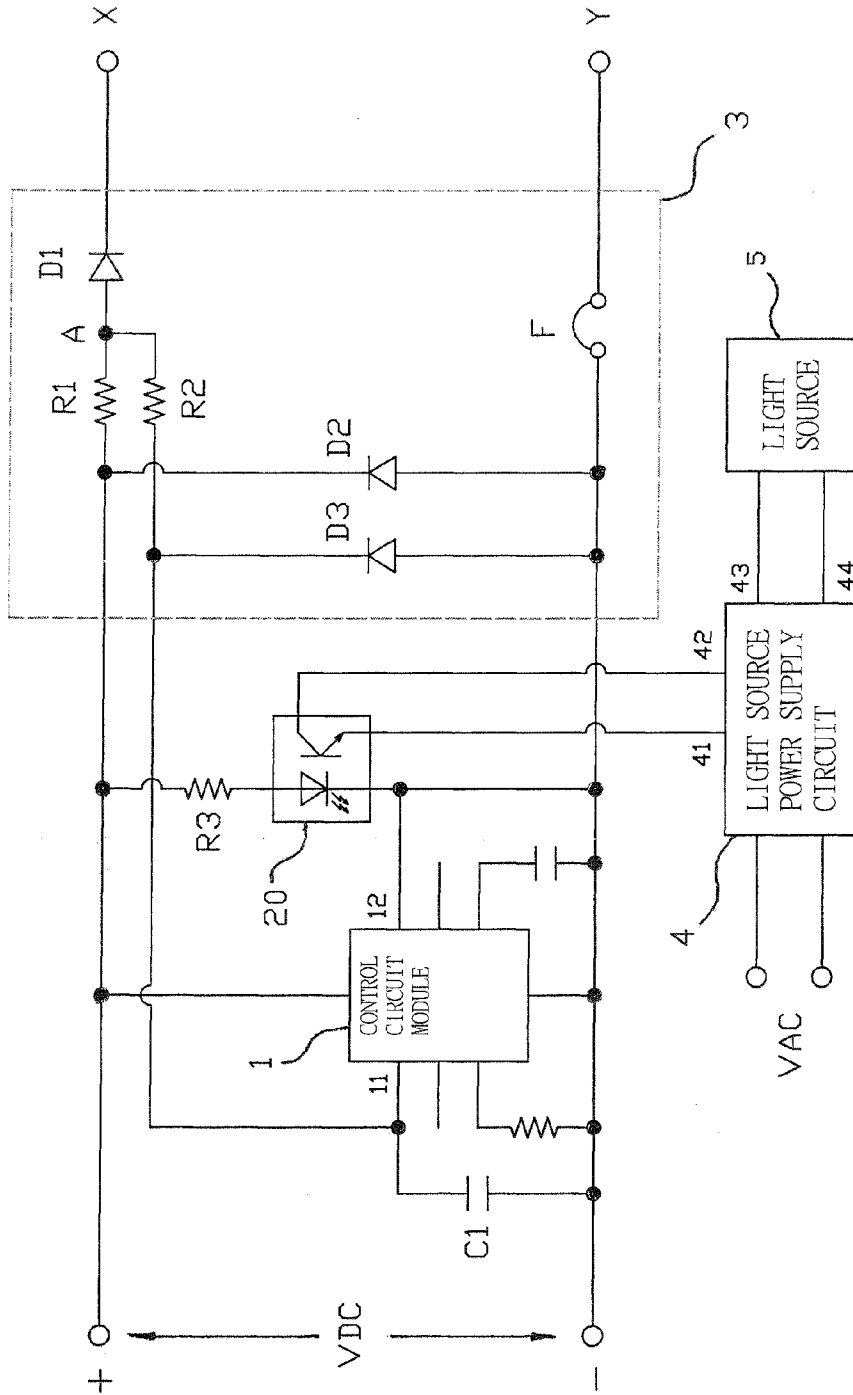 X
Y
3
D1
A
R1
R2
F
D2
D3
5
LIGHT
SOURCE
43
44
42
41
LIGHT SOURCE
POWER SUPPLY
CIRCUIT
4
VAC
R3
20
12
CONTROL
CIRCUIT
MODULE
1
11
C1
+
VDC
-